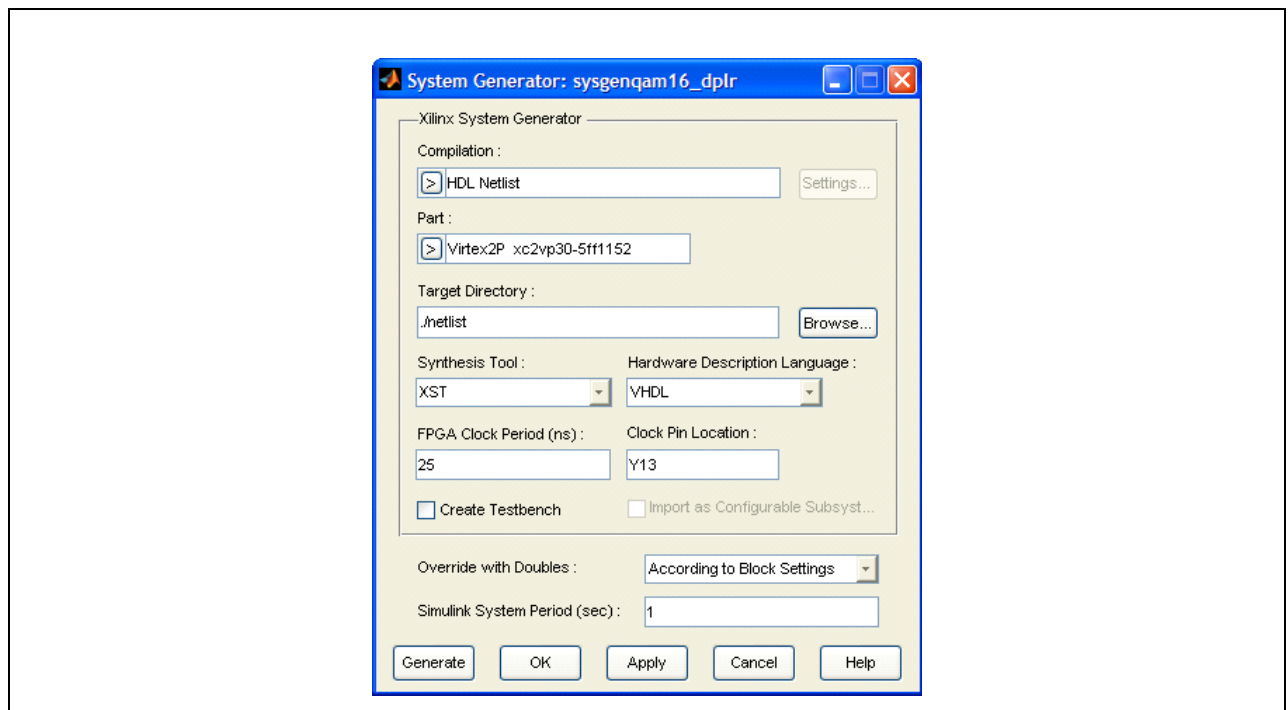 System Generator: sysgenqam16_dplr
Xilinx System Generator
Compilation :
> HDL Netlist Settings...
Part :
> Virtex2P xc2vp30-5ff1152
Target Directory :
./netlist Browse...
Synthesis Tool : Hardware Description Language :
XST VHDL
FPGA Clock Period (ns) : Clock Pin Location :
25 Y13
Create Testbench Import as Configurable Subsyst...
Override with Doubles : According to Block Settings
Simulink System Period (sec) : 1
Generate OK Apply Cancel Help